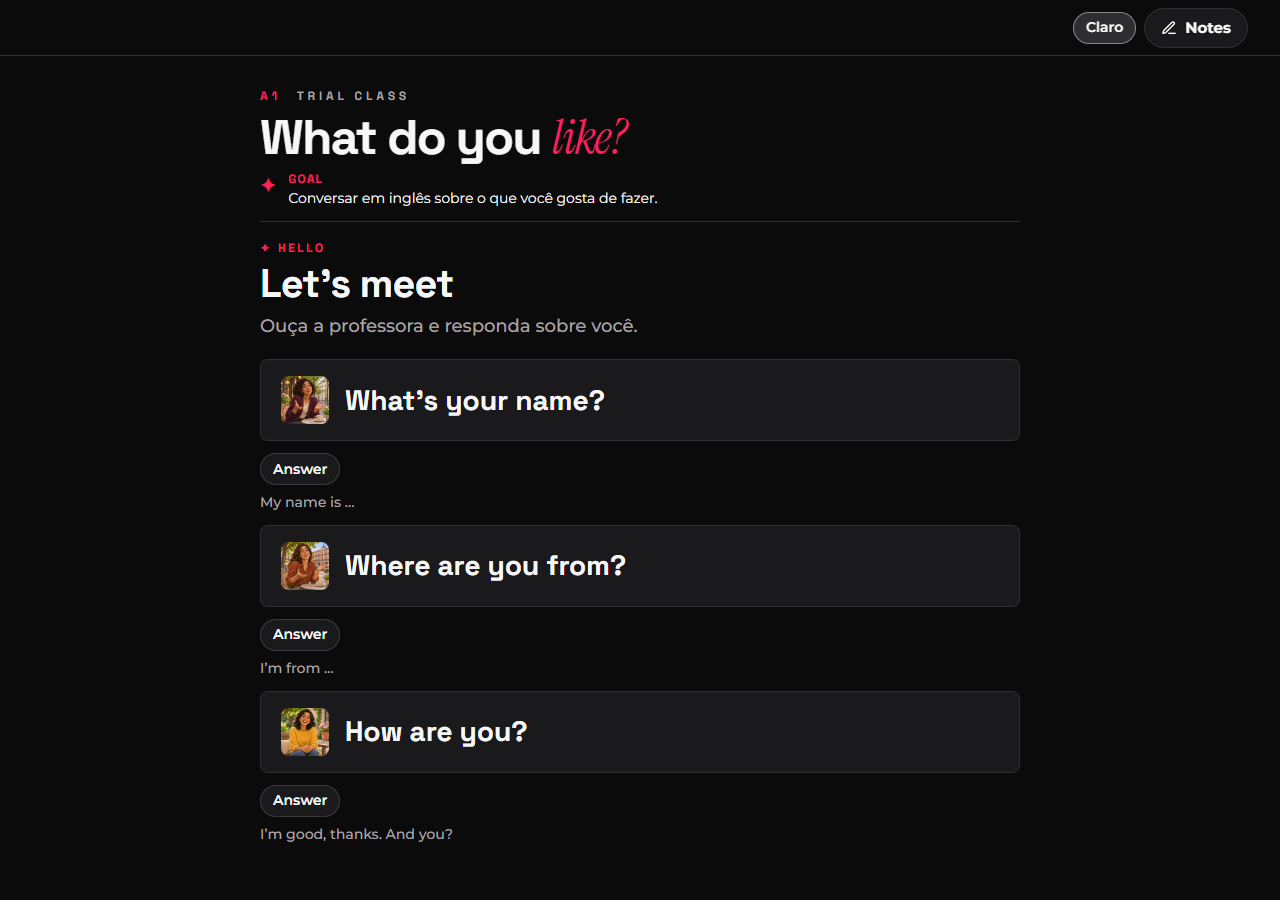 Claro
Notes
A1 TRIAL CLASS
What do you like?
GOAL
Conversar em inglês sobre o que você gosta de fazer.
HELLO
Let’s meet
Ouça a professora e responda sobre você.
What’s your name?
Answer
My name is ...
Where are you from?
Answer
I’m from ...
How are you?
Answer
I’m good, thanks. And you?